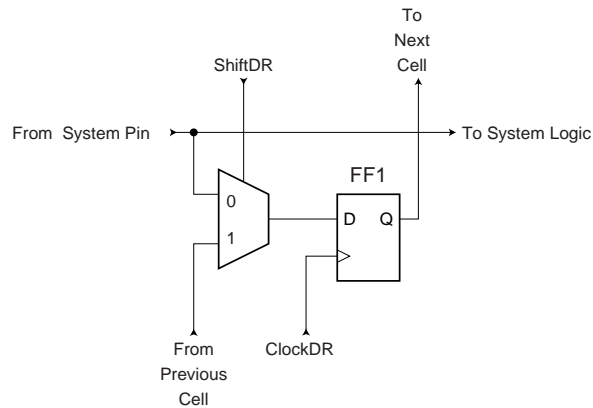 To
Next
Cell
ShiftDR
From System Pin
To System Logic
FF1
0
D Q
1
From
Previous
Cell
ClockDR